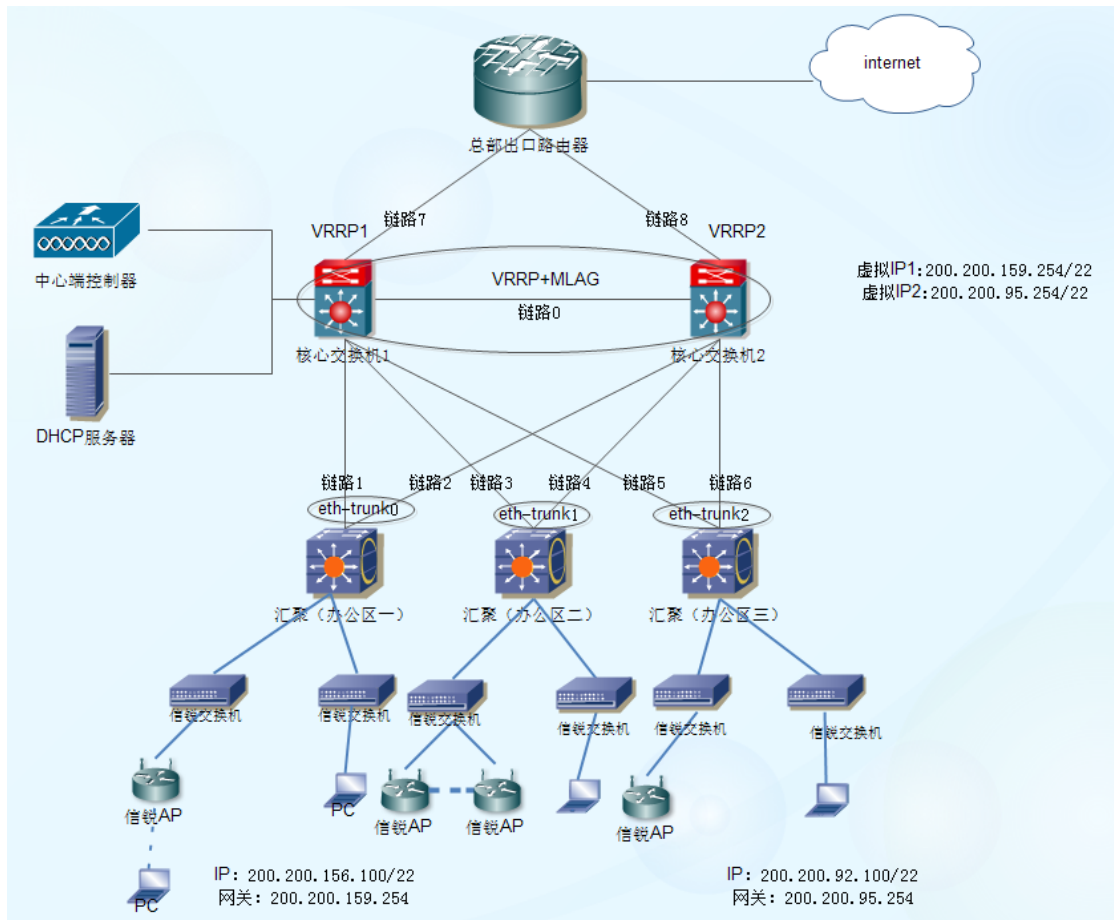 internet
总部出口路由器
链路7
链路8
VRRP1
VRRP2
中心端控制器
VRRP+MLAG
链路0
虚拟IP1:200.200.159.254/22
虚拟IP2:200.200.95.254/22
核心交换机1
核心交换机2
DHCP服务器
链路1
链路2
链路3
链路4
链路5
链路6
eth-trunk0
eth-trunk1
eth-trunk2
汇聚（办公区一）
汇聚（办公区二）
汇聚（办公区三）
信锐交换机
信锐交换机
信锐交换机
信锐交换机
信锐交换机
信锐交换机
信锐AP
PC
信锐AP
信锐AP
信锐AP
PC
IP：200.200.156.100/22
网关：200.200.159.254
IP：200.200.92.100/22
网关：200.200.95.254